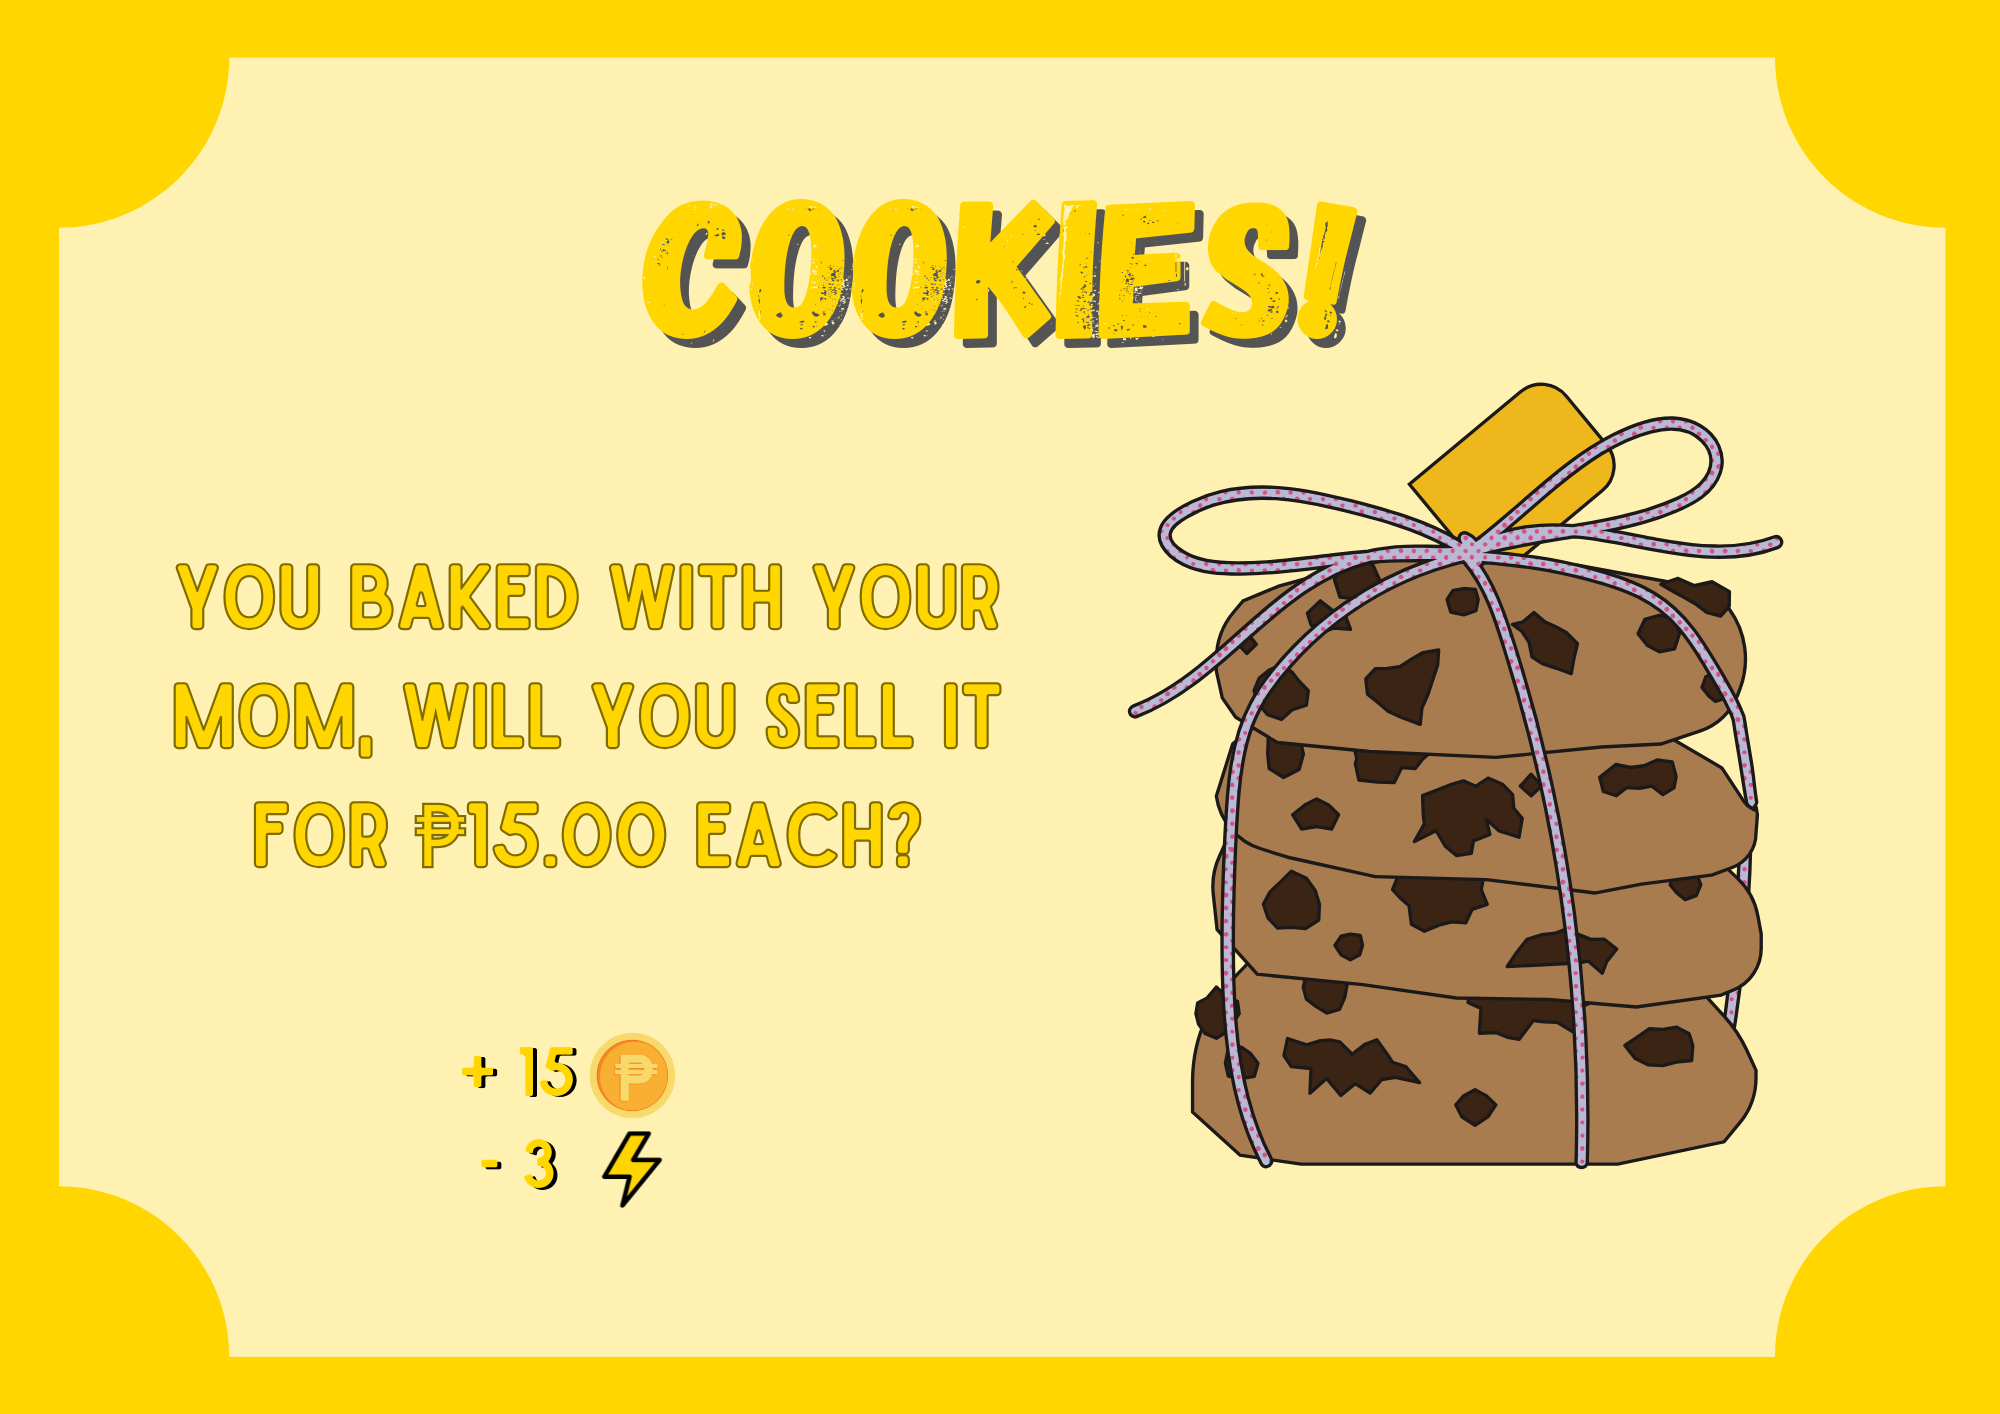 COOKIES!
YOU BAKED WITH YOUR
MOM, WILL YOU SELL IT
FOR ₱15.00 EACH?
+ 15 ₱
- 3